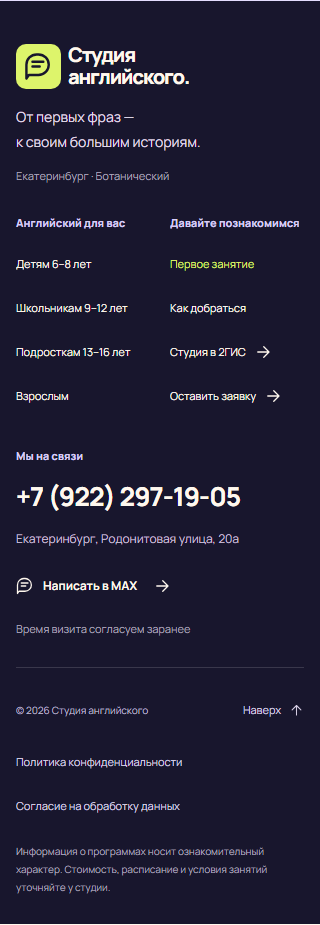 Студия
английского.
От первых фраз —
к своим большим историям.
Екатеринбург · Ботанический
Английский для вас
Детям 6–8 лет
Школьникам 9–12 лет
Подросткам 13–16 лет
Взрослым
Давайте познакомимся
Первое занятие
Как добраться
Студия в 2ГИС →
Оставить заявку →
Мы на связи
+7 (922) 297-19-05
Екатеринбург, Родонитовая улица, 20а
Написать в MAX →
Время визита согласуем заранее
© 2026 Студия английского
Наверх ↑
Политика конфиденциальности
Согласие на обработку данных
Информация о программах носит ознакомительный
характер. Стоимость, расписание и условия занятий
уточняйте у студии.